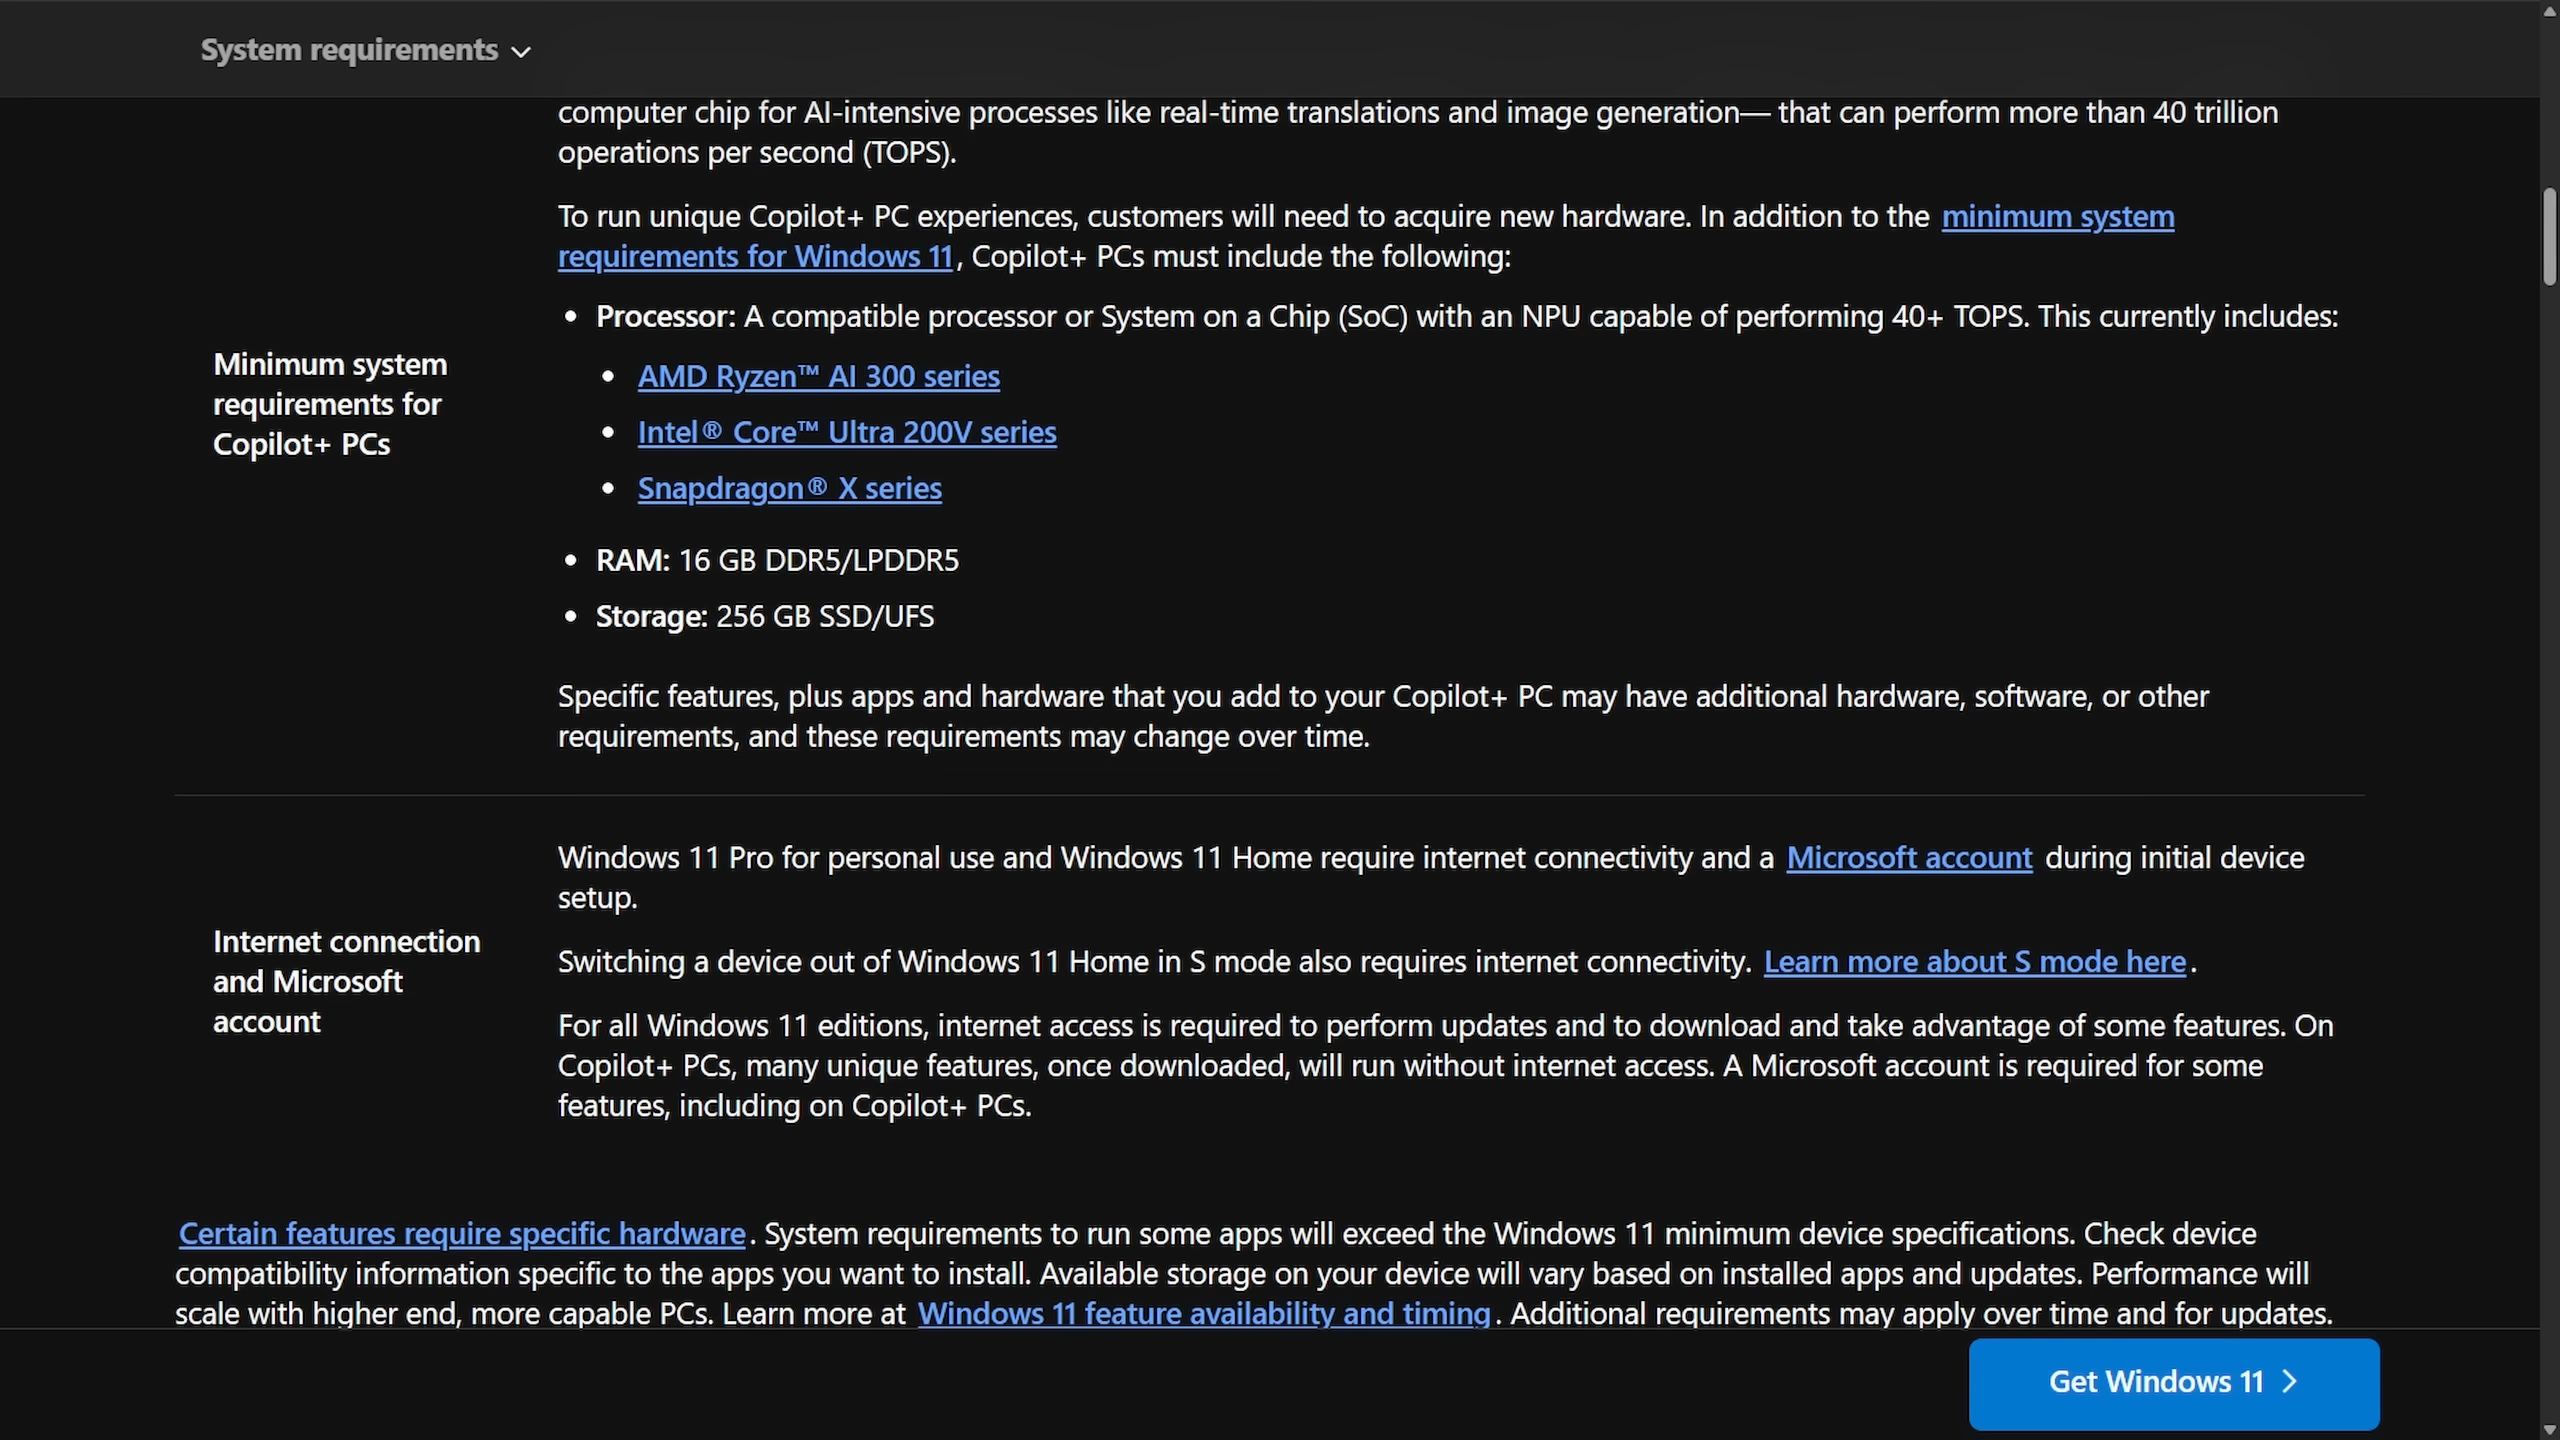 System requirements
computer chip for AI-intensive processes like real-time translations and image generation— that can perform more than 40 trillion
operations per second (TOPS).
To run unique Copilot+ PC experiences, customers will need to acquire new hardware. In addition to the minimum system
requirements for Windows 11, Copilot+ PCs must include the following:
• Processor: A compatible processor or System on a Chip (SoC) with an NPU capable of performing 40+ TOPS. This currently includes:
Minimum system
requirements for
Copilot+ PCs
• AMD Ryzen™ AI 300 series
• Intel® Core™ Ultra 200V series
• Snapdragon® X series
• RAM: 16 GB DDR5/LPDDR5
• Storage: 256 GB SSD/UFS
Specific features, plus apps and hardware that you add to your Copilot+ PC may have additional hardware, software, or other
requirements, and these requirements may change over time.
Internet connection
and Microsoft
account
Windows 11 Pro for personal use and Windows 11 Home require internet connectivity and a Microsoft account during initial device
setup.
Switching a device out of Windows 11 Home in S mode also requires internet connectivity. Learn more about S mode here.
For all Windows 11 editions, internet access is required to perform updates and to download and take advantage of some features. On
Copilot+ PCs, many unique features, once downloaded, will run without internet access. A Microsoft account is required for some
features, including on Copilot+ PCs.
Certain features require specific hardware. System requirements to run some apps will exceed the Windows 11 minimum device specifications. Check device
compatibility information specific to the apps you want to install. Available storage on your device will vary based on installed apps and updates. Performance will
scale with higher end, more capable PCs. Learn more at Windows 11 feature availability and timing. Additional requirements may apply over time and for updates.
Get Windows 11